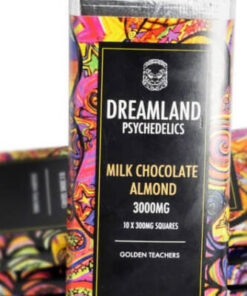 DREAMLAND
PSYCHEDELICS
MILK CHOCOLATE
ALMOND
3000MG
10 X 300MG SQUARES
GOLDEN TEACHERS